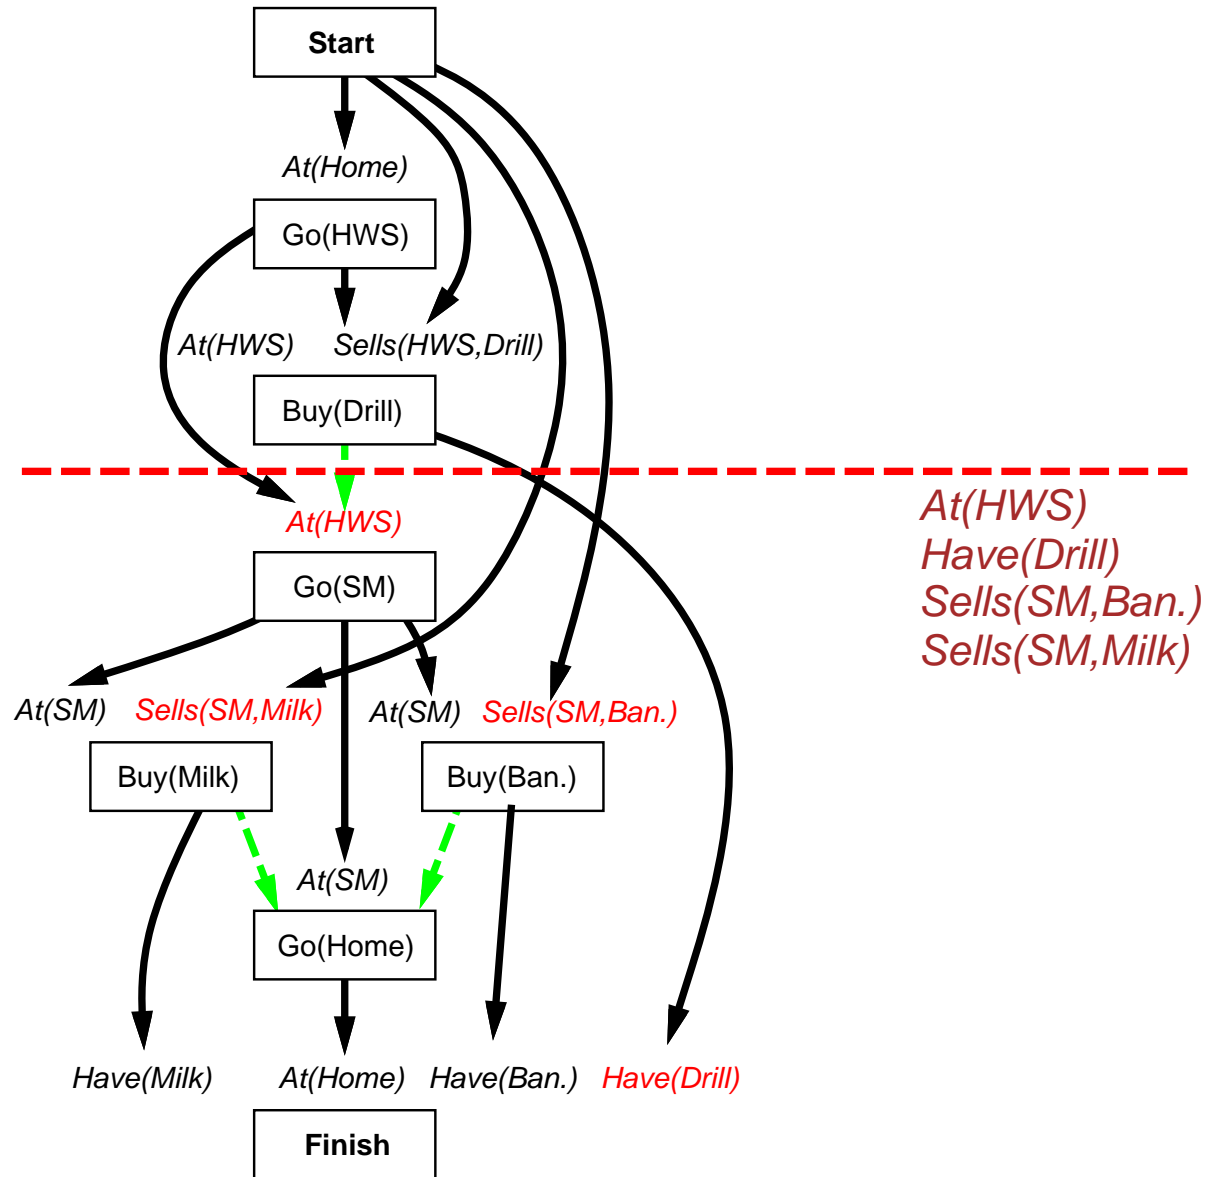 Start
At(Home)
Go(HWS)
At(HWS) Sells(HWS,Drill)
Buy(Drill)
At(HWS)
Have(Drill)
Sells(SM,Ban.)
Sells(SM,Milk)
At(HWS)
Go(SM)
At(SM) Sells(SM,Milk) At(SM) Sells(SM,Ban.)
Buy(Milk) Buy(Ban.)
At(SM)
Go(Home)
Have(Milk) At(Home) Have(Ban.) Have(Drill)
Finish